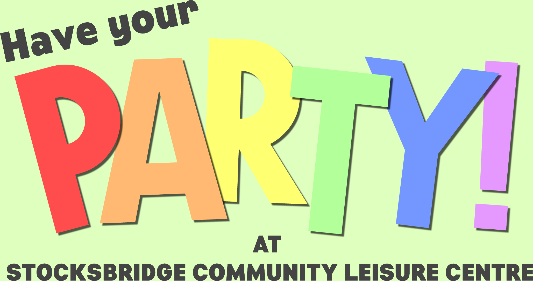 Have your
PARTY!
AT
STOCKSBRIDGE COMMUNITY LEISURE CENTRE